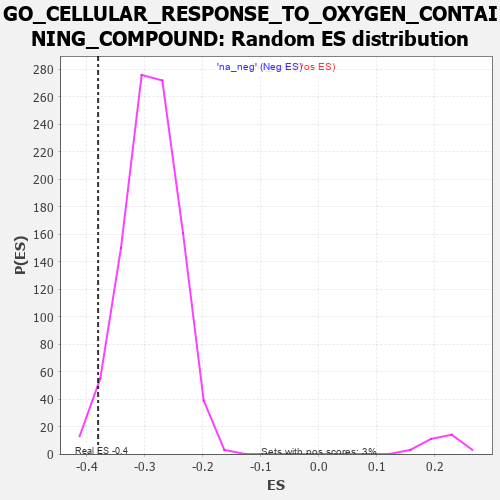 GO_CELLULAR_RESPONSE_TO_OXYGEN_CONTAI
NING_COMPOUND: Random ES distribution
'na_neg' (Neg ES) os ES)
280
260
240
220
200
180
160
140
120
100
80
60
40
20
0
P(ES)
Real ES -0.4
Sets with pos scores: 3%
-0.4 -0.3 -0.2 -0.1 0.0 0.1 0.2
ES